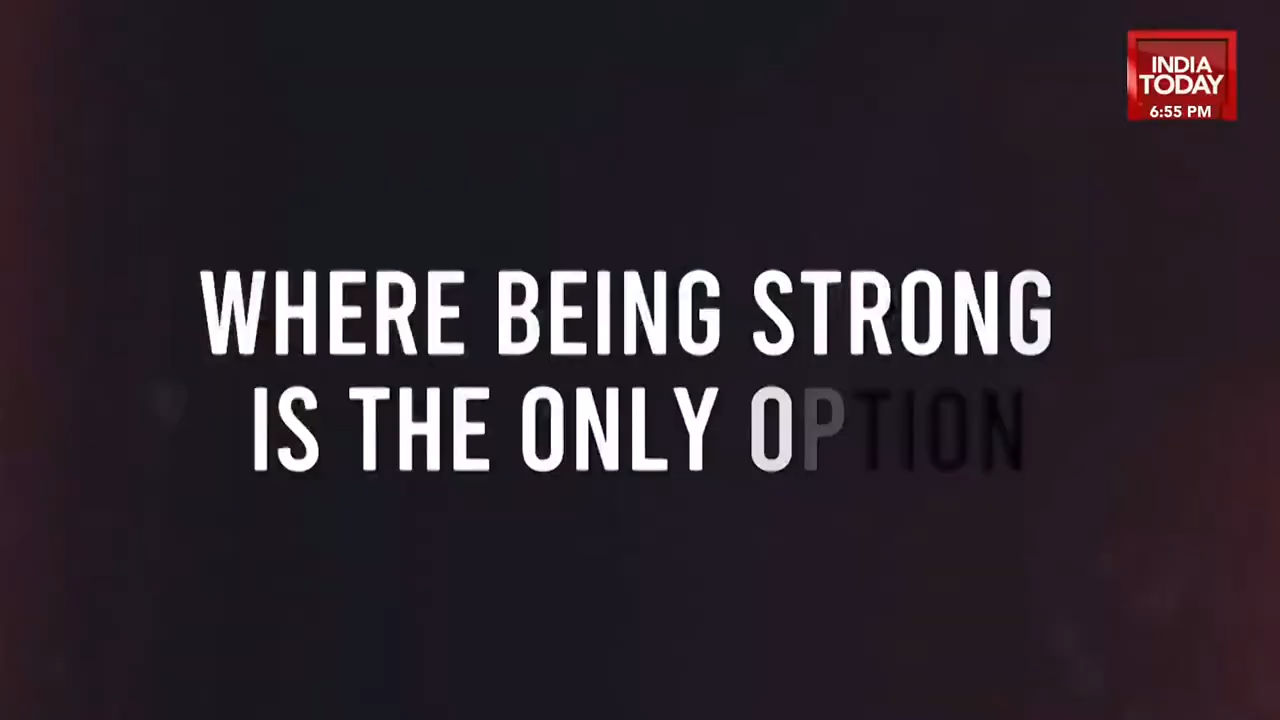 INDIA
TODAY
6:55 PM
WHERE BEING STRONG
IS THE ONLY OPTION